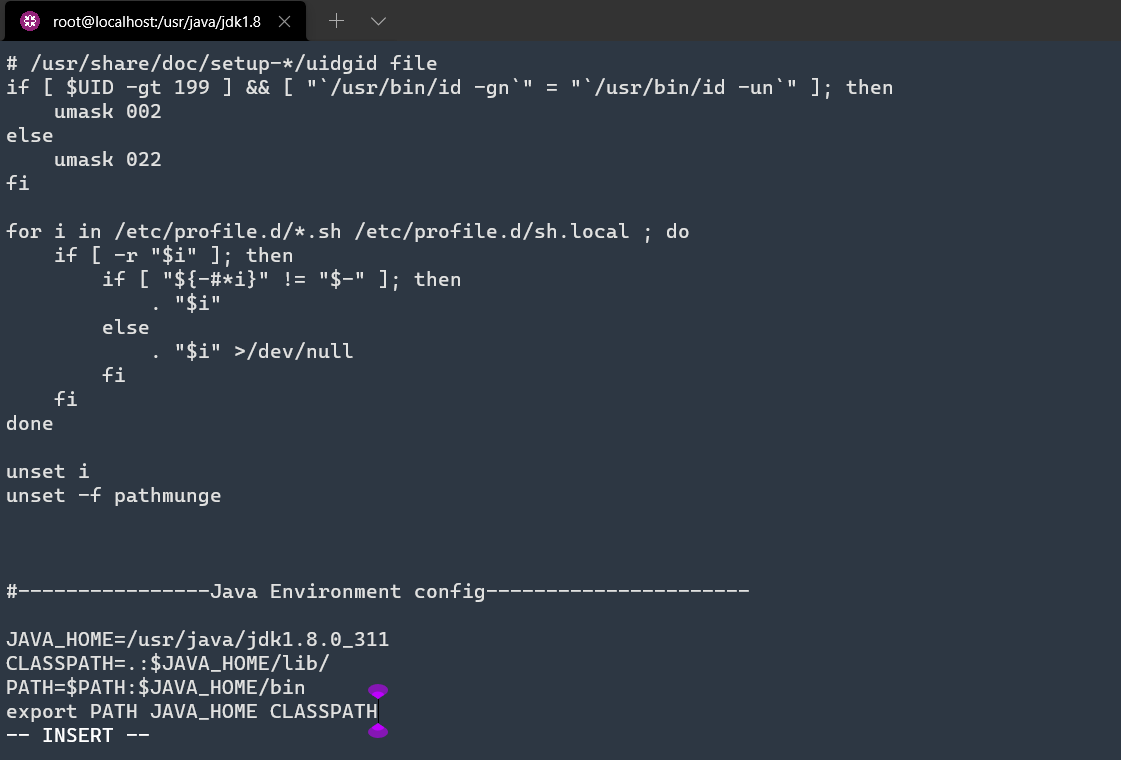 root@localhost:/usr/java/jdk1.8
# /usr/share/doc/setup-*/uidgid file
if [ $UID -gt 199 ] && [ "`/usr/bin/id -gn`" = "`/usr/bin/id -un`" ]; then
    umask 002
else
    umask 022
fi

for i in /etc/profile.d/*.sh /etc/profile.d/sh.local ; do
    if [ -r "$i" ]; then
        if [ "${-#*i}" != "$-" ]; then
            . "$i"
        else
            . "$i" >/dev/null
        fi
    fi
done

unset i
unset -f pathmunge

#----------------Java Environment config----------------------

JAVA_HOME=/usr/java/jdk1.8.0_311
CLASSPATH=.:$JAVA_HOME/lib/
PATH=$PATH:$JAVA_HOME/bin
export PATH JAVA_HOME CLASSPATH
-- INSERT --